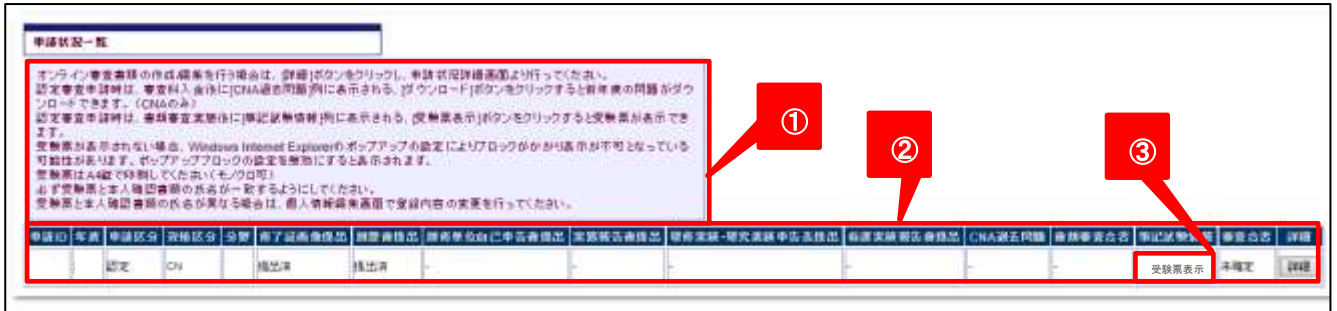 申請状況一覧
オンライン審査書類の作成/編集を行う場合は、[詳細]ボタンをクリックし、申請状況詳細画面より行ってください。
認定審査申請時は、審査料入金後に[CNA過去問題]列に表示される、[ダウンロード]ボタンをクリックすると前年度の問題がダウ
ンロードできます。(CNAのみ)
認定審査申請時は、書類審査実施後に[筆記試験情報]列に表示される、[受験票表示]ボタンをクリックすると受験票が表示でき
ます。
受験票が表示されない場合、Windows Internet Explorerの ポップアップの設定によりブロックがかかり表示が不可となっている
可能性があります。ポップアップブロックの設定を無効にすると表示されます。
受験票はA4縦で印刷してください(モノクロ可)
必ず受験票と本人確認書類の氏名が一致するようにしてください。
受験票と本人確認書類の氏名が異なる場合は、個人情報編集画面で登録内容の変更を行ってください。
①
②
③
申請ID 年度 申請区分 資格区分 分野 修了証画像提出 履歴書提出 研修単位自己申告書提出 実務報告書提出 研修実績・研究業績申告表提出 看護実績報告書提出 CNA過去問題 書類審査合否 筆記試験情報 審査合否 詳細
認定 CN 提出済 提出済 - - - - - - 受験票表示 未確定 詳細